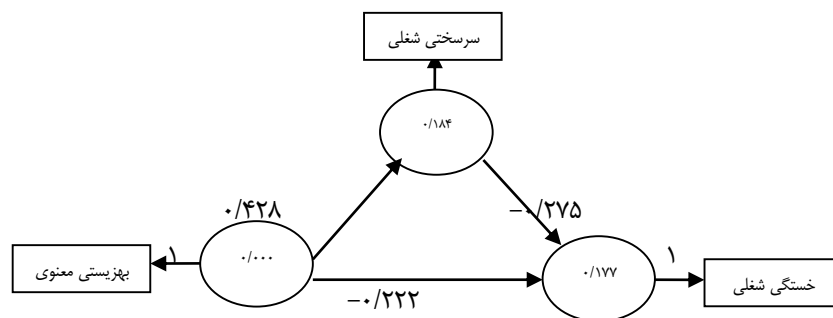 سرسختی شغلی
۰/۱۸۴
۰/۴۲۸
−۰/۲۷۵
بهزیستی معنوی
۱
۰/۰۰۰
۰/۱۷۷
۱
خستگی شغلی
−۰/۲۲۲